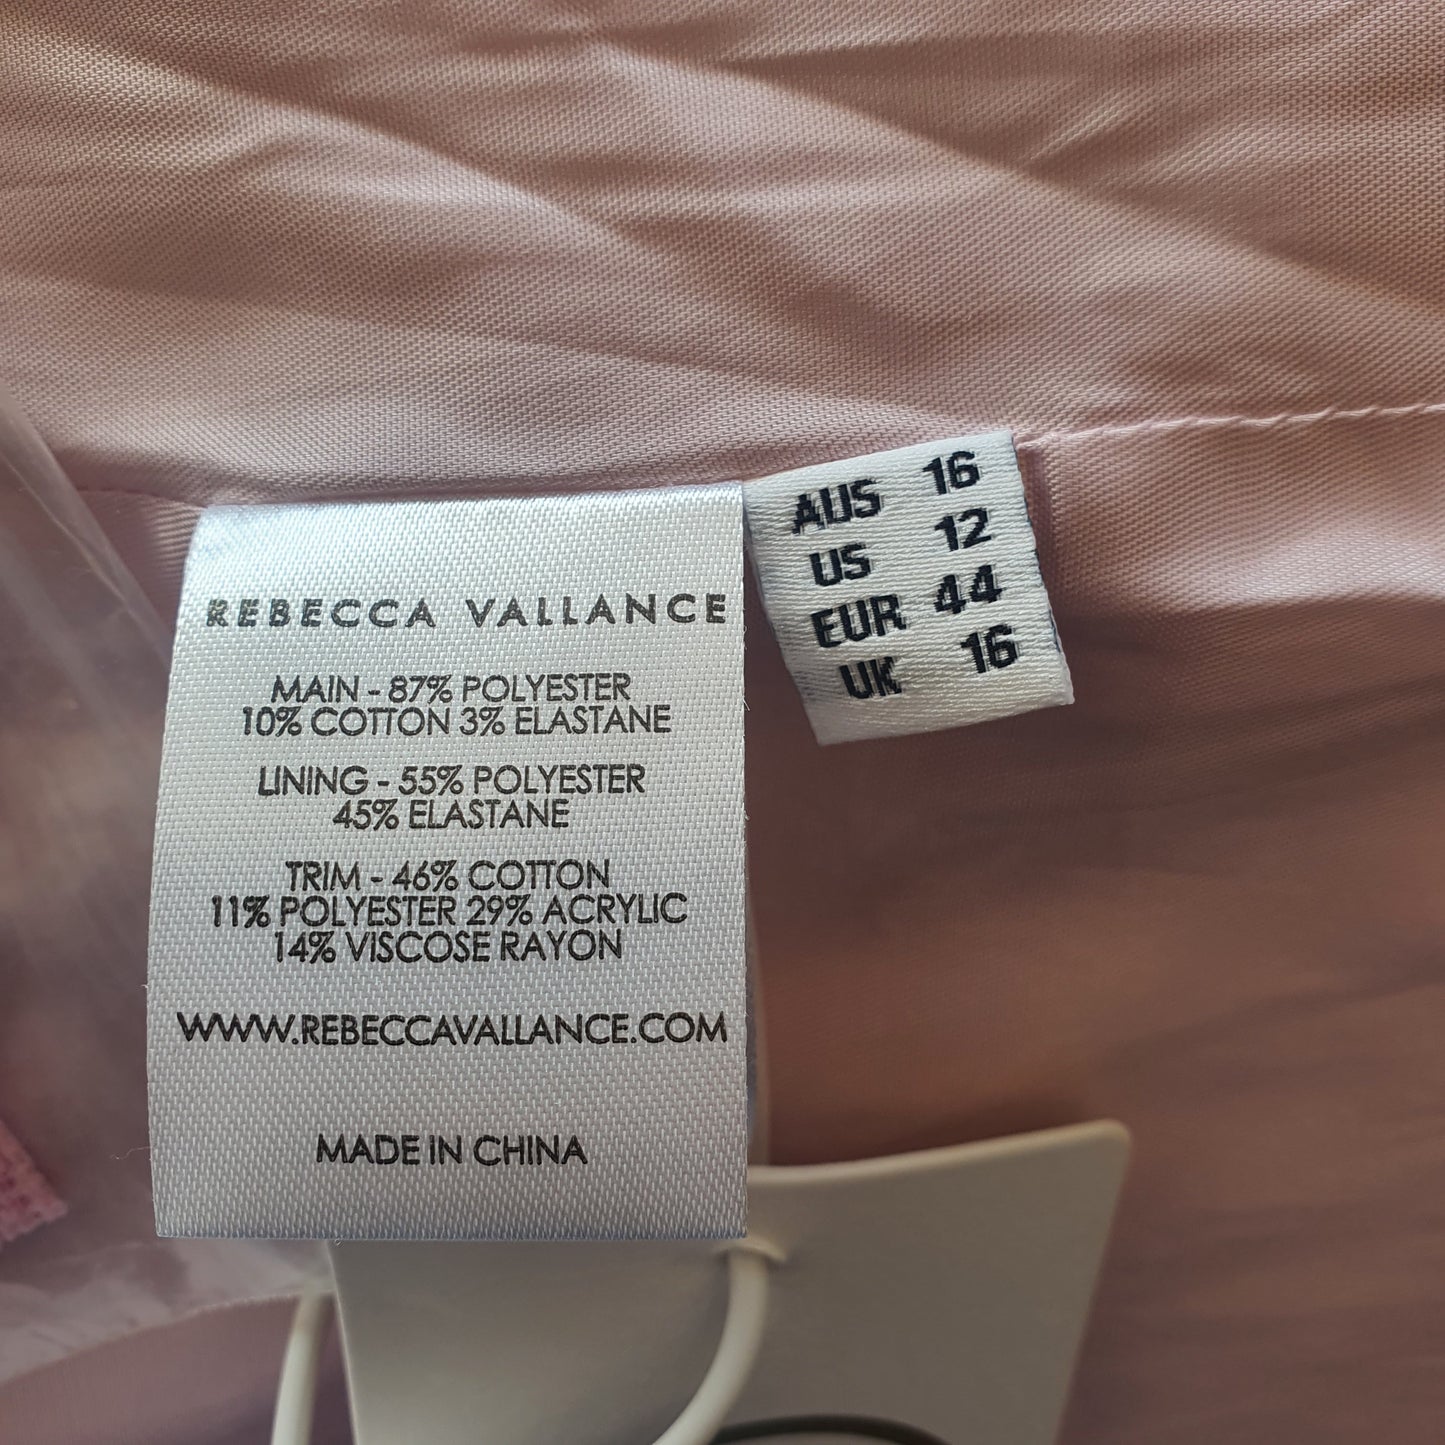 REBECCA VALLANCE
MAIN - 87% POLYESTER
10% COTTON 3% ELASTANE
LINING - 55% POLYESTER
45% ELASTANE
TRIM - 46% COTTON
11% POLYESTER 29% ACRYLIC
14% VISCOSE RAYON
WWW.REBECCAVALLANCE.COM
MADE IN CHINA
AUS 16
US 12
EUR 44
UK 16